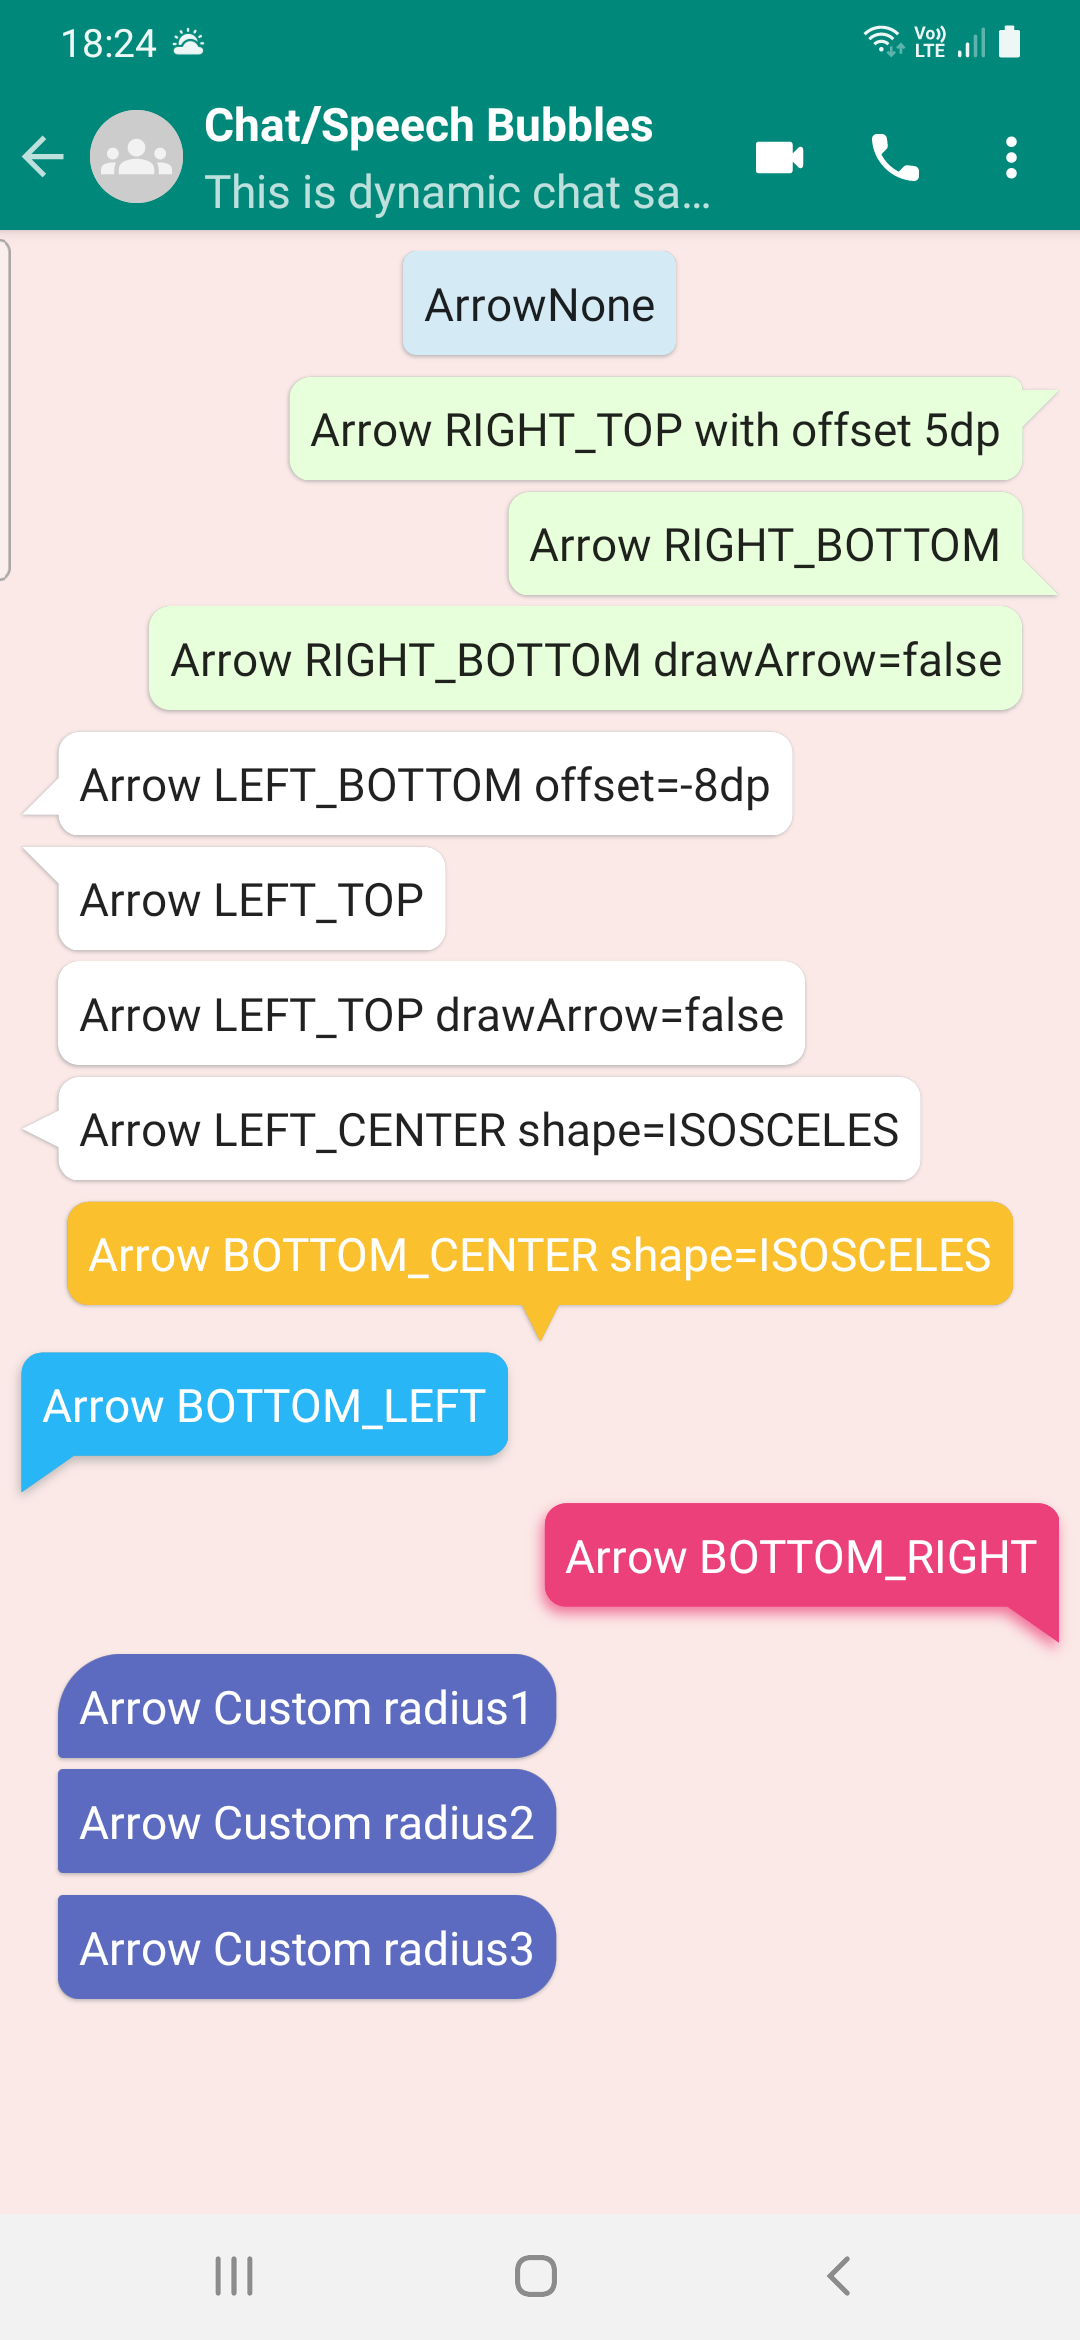 18:24
Vo))
LTE
Chat/Speech Bubbles
This is dynamic chat sa...
ArrowNone
Arrow RIGHT_TOP with offset 5dp
Arrow RIGHT_BOTTOM
Arrow RIGHT_BOTTOM drawArrow=false
Arrow LEFT_BOTTOM offset=-8dp
Arrow LEFT_TOP
Arrow LEFT_TOP drawArrow=false
Arrow LEFT_CENTER shape=ISOSCELES
Arrow BOTTOM_CENTER shape=ISOSCELES
Arrow BOTTOM_LEFT
Arrow BOTTOM_RIGHT
Arrow Custom radius1
Arrow Custom radius2
Arrow Custom radius3